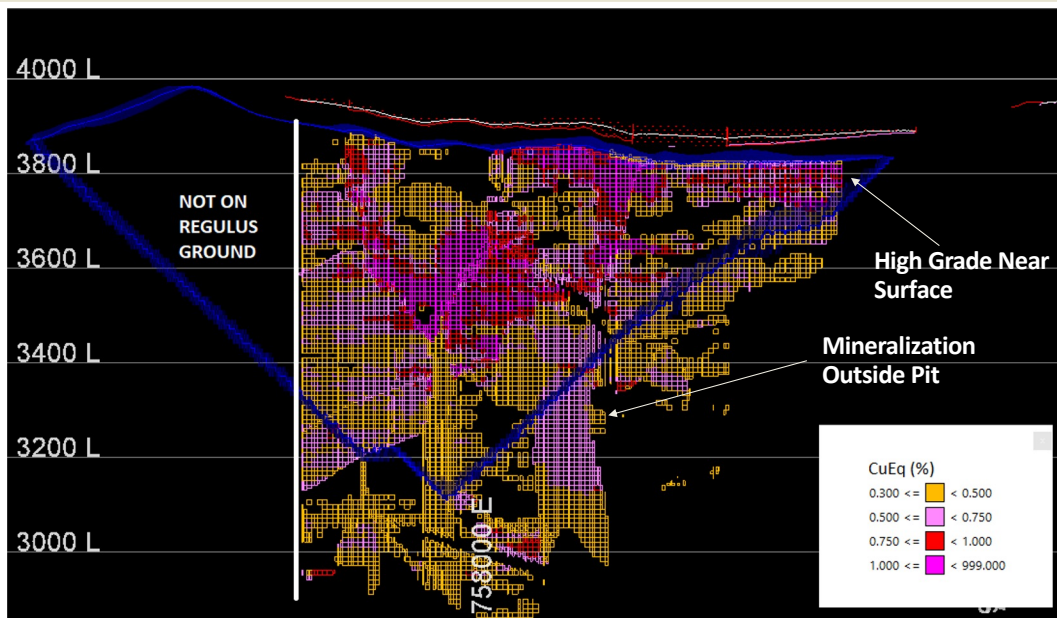 4000 L
3800 L
NOT ON
REGULUS
GROUND
3600 L
High Grade Near
Surface
3400 L
Mineralization
Outside Pit
3200 L
3000 L
758000 E
CuEq (%)
0.300 <= < 0.500
0.500 <= < 0.750
0.750 <= < 1.000
1.000 <= < 999.000